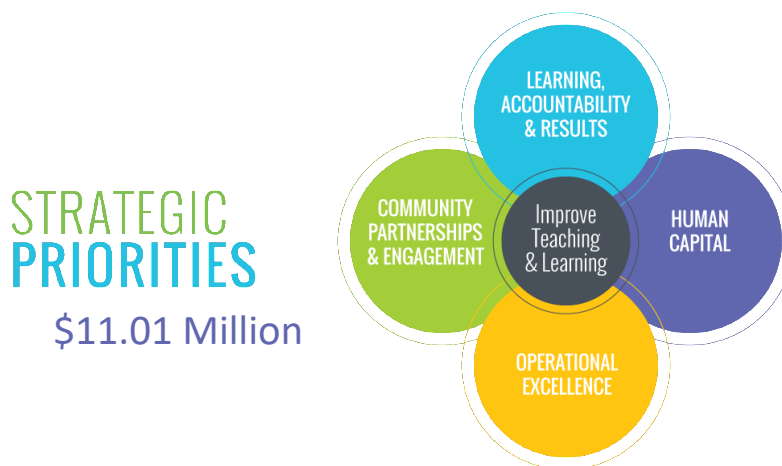 STRATEGIC
PRIORITIES
$11.01 Million
LEARNING,
ACCOUNTABILITY
& RESULTS
COMMUNITY
PARTNERSHIPS
& ENGAGEMENT
Improve
Teaching
& Learning
HUMAN
CAPITAL
OPERATIONAL
EXCELLENCE